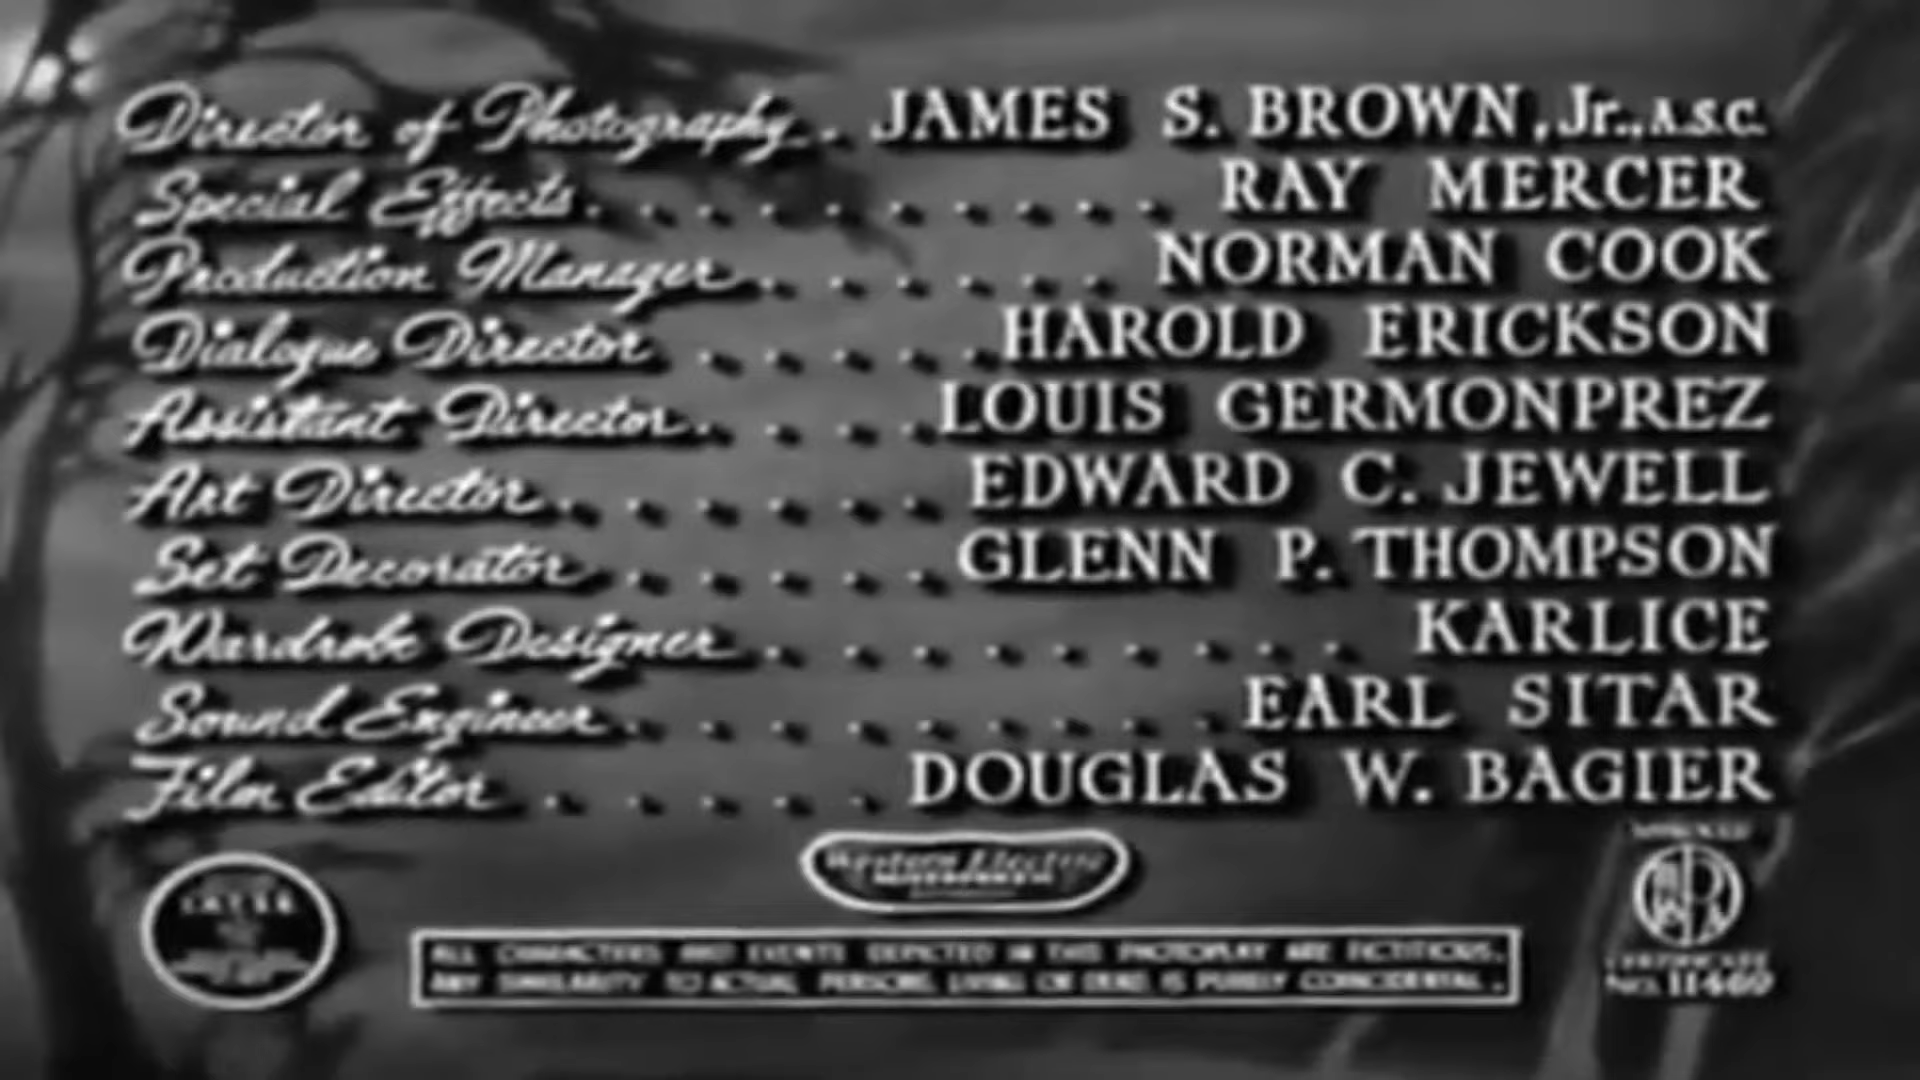 Director of Photography.. JAMES S. BROWN, Jr., A.S.C.
Special Effects.......... RAY MERCER
Production Manager...... NORMAN COOK
Dialogue Director ..... HAROLD ERICKSON
Assistant Director.... LOUIS GERMONPREZ
Art Director...... EDWARD C. JEWELL
Set Decorator...... GLENN P. THOMPSON
Wardrobe Designer......... KARLICE
Sound Engineer......... EARL SITAR
Film Editor ..... DOUGLAS W. BAGIER
Western Electric
ALL CHARACTERS AND EVENTS DEPICTED IN THIS PHOTOPLAY ARE FICTITIOUS.
ANY SIMILARITY TO ACTUAL PERSONS, LIVING OR DEAD, IS PURELY COINCIDENTAL.
CERTIFICATE
No.